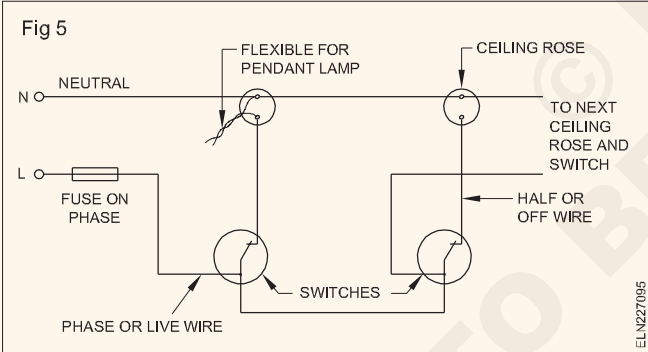 Fig 5
FLEXIBLE FOR
PENDANT LAMP
CEILING ROSE
NEUTRAL
N
TO NEXT
CEILING
ROSE AND
SWITCH
L
FUSE ON
PHASE
HALF OR
OFF WIRE
SWITCHES
PHASE OR LIVE WIRE
ELN227095